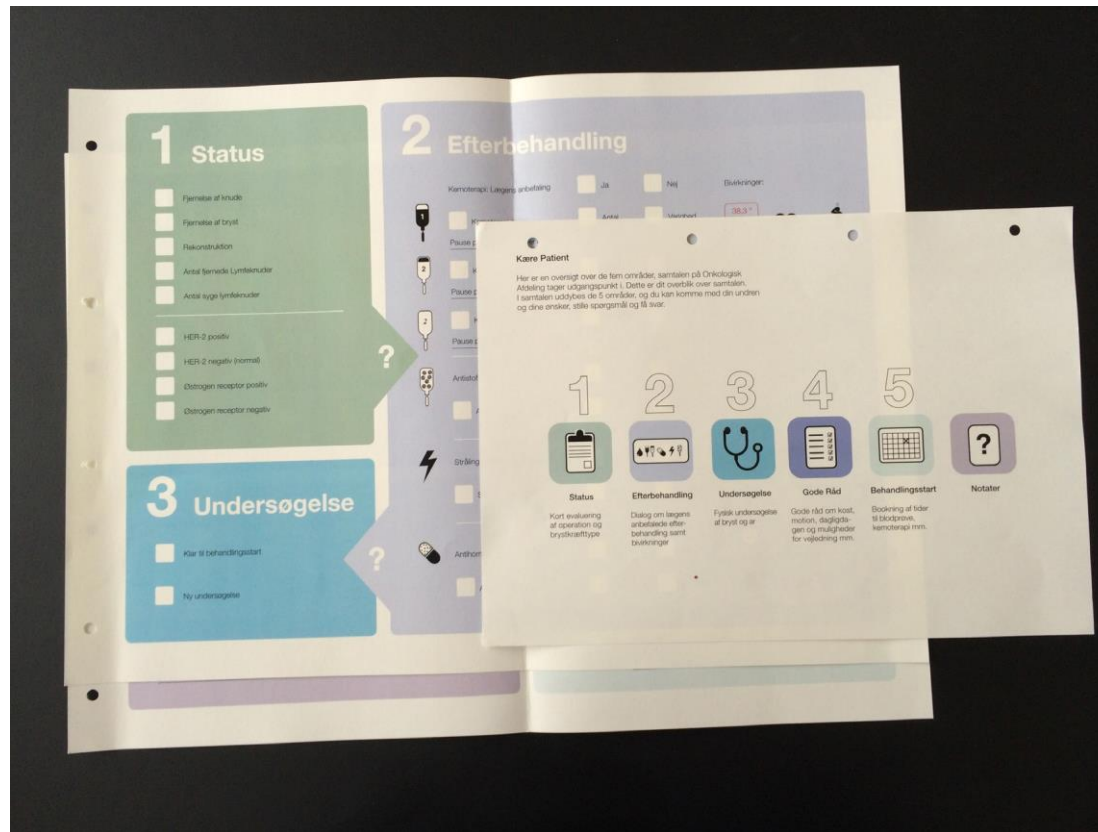 1 Status
Fjernelse af knude
Fjernelse af bryst
Rekonstruktion
Antal fjernede Lymfeknuder
Antal syge lymfeknuder
HER-2 positiv
HER-2 negativ (normal)
Østrogen receptor positiv
Østrogen receptor negativ
?
2 Efterbehandling
Kemoterapi: Lægens anbefaling
Ja
Nej
Bivirkninger:
38,5 °
1
Antal
Varighed
Pause p
2
K
Pause p
2
K
Pause p
Antistof
A
Stråling
S
Antihorm
A
3 Undersøgelse
Klar til behandlingsstart
Ny undersøgelse
?
Kære Patient
Her er en oversigt over de fem områder, samtalen på Onkologisk
Afdeling tager udgangspunkt i. Dette er dit overblik over samtalen.
I samtalen uddybes de 5 områder, og du kan komme med din undren
og dine ønsker, stille spørgsmål og få svar.
1 2 3 4 5
?
Status
Kort evaluering
af operation og
brystkræfttype
Efterbehandling
Dialog om lægens
anbefalede efter-
behandling samt
bivirkninger
Undersøgelse
Fysisk undersøgelse
af bryst og ar
Gode Råd
Gode råd om kost,
motion, dagligda-
gen og muligheder
for vejledning mm.
Behandlingsstart
Bookning af tider
til blodprøve,
kemoterapi mm.
Notater